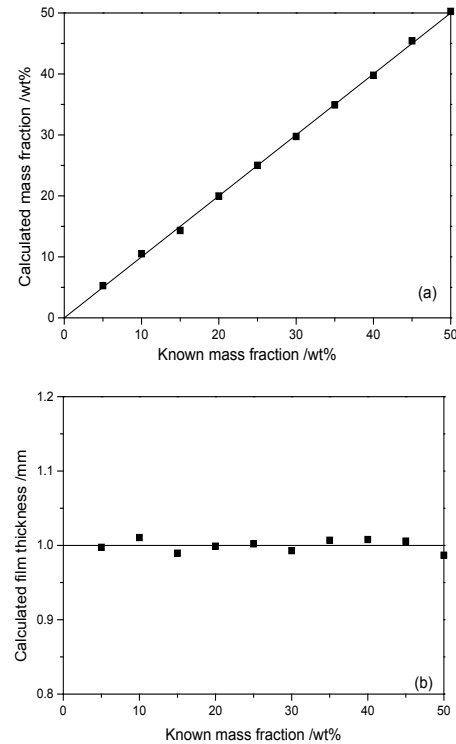 50
40
30
20
10
0
Calculated mass fraction /wt%
(a)
0 10 20 30 40 50
Known mass fraction /wt%
1.2
1.1
1.0
0.9
0.8
Calculated film thickness /mm
(b)
0 10 20 30 40 50
Known mass fraction /wt%